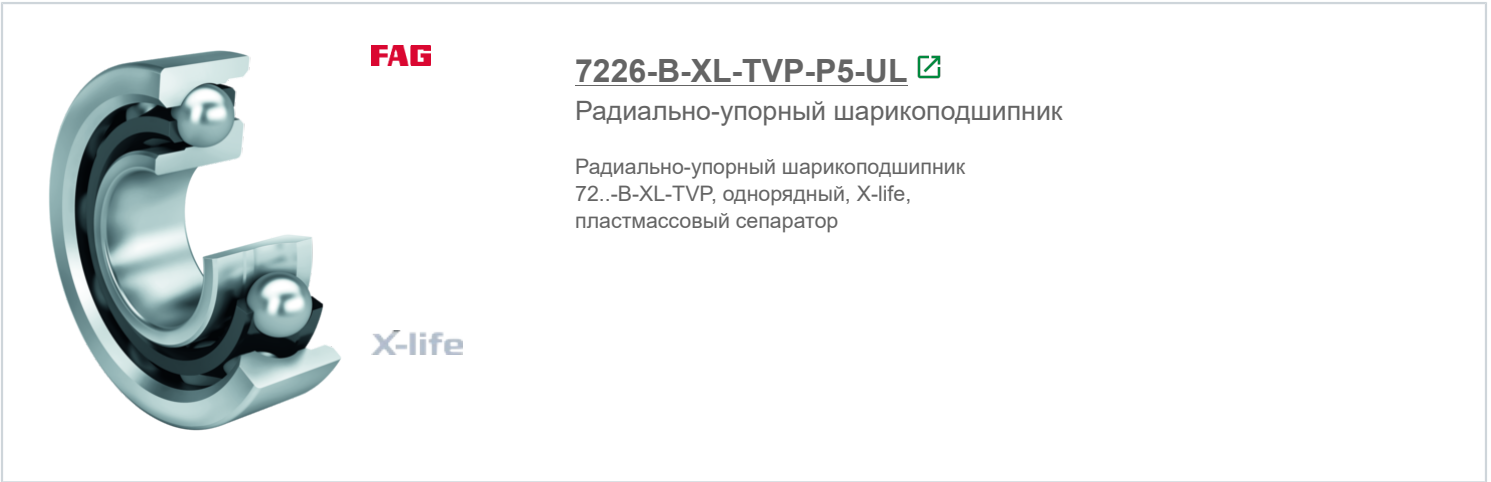 FAG
7226-B-XL-TVP-P5-UL
Радиально-упорный шарикоподшипник
Радиально-упорный шарикоподшипник
72..-B-XL-TVP, однорядный, X-life,
пластмассовый сепаратор
X-life